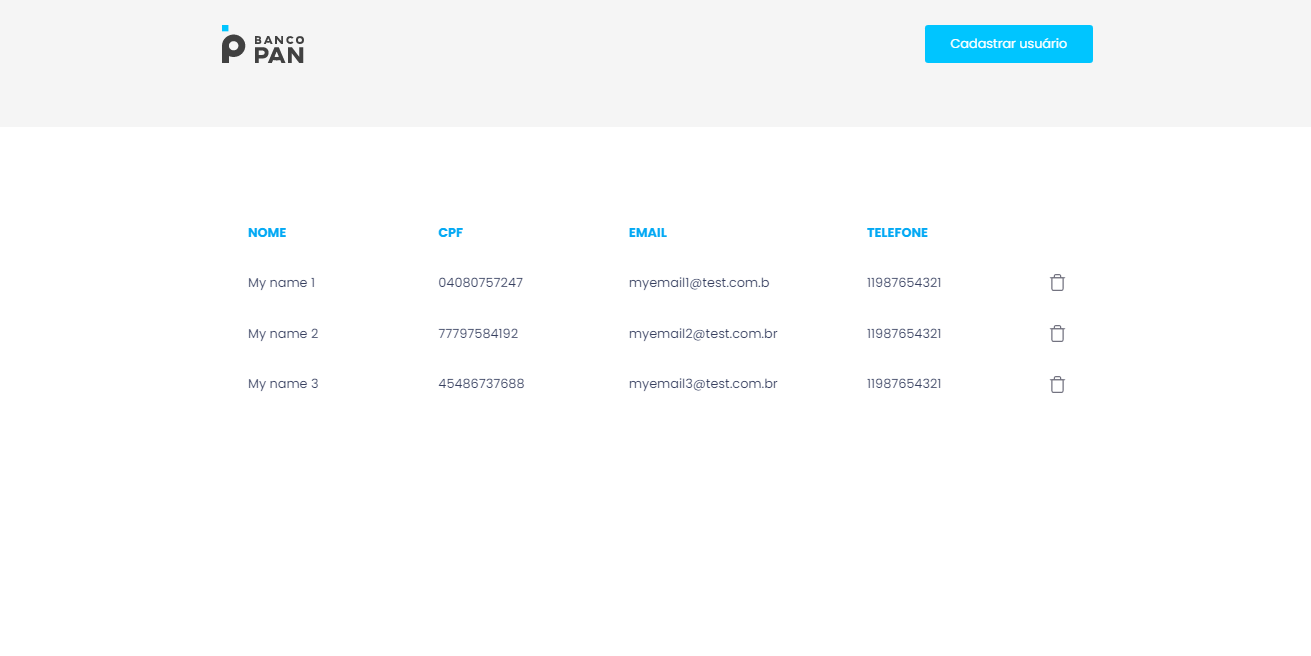 BANCO
PAN
Cadastrar usuário
NOME CPF EMAIL TELEFONE
My name 1 04080757247 myemail1@test.com.b 11987654321
My name 2 77797584192 myemail2@test.com.br 11987654321
My name 3 45486737688 myemail3@test.com.br 11987654321